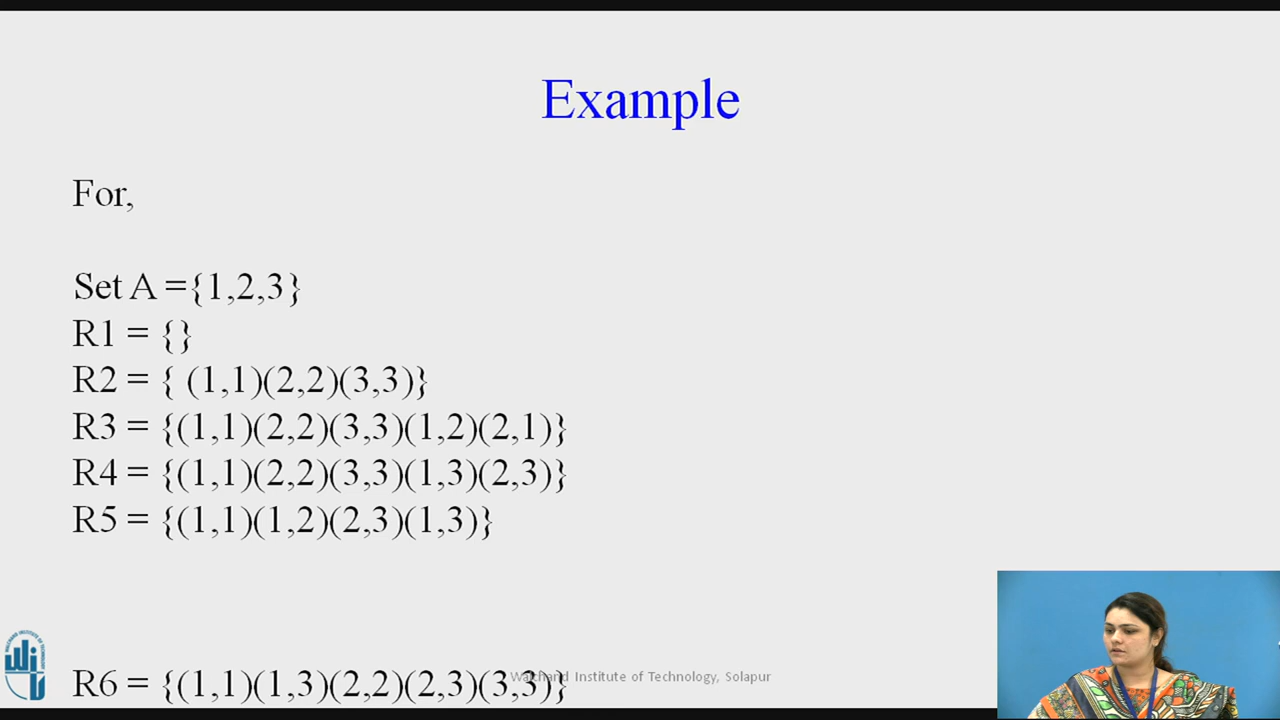 Example
For,
Set A ={1,2,3}
R1 = {}
R2 = { (1,1)(2,2)(3,3)}
R3 = {(1,1)(2,2)(3,3)(1,2)(2,1)}
R4 = {(1,1)(2,2)(3,3)(1,3)(2,3)}
R5 = {(1,1)(1,2)(2,3)(1,3)}
R6 = {(1,1)(1,3)(2,2)(2,3)(3,3)}
Walchand Institute of Technology, Solapur